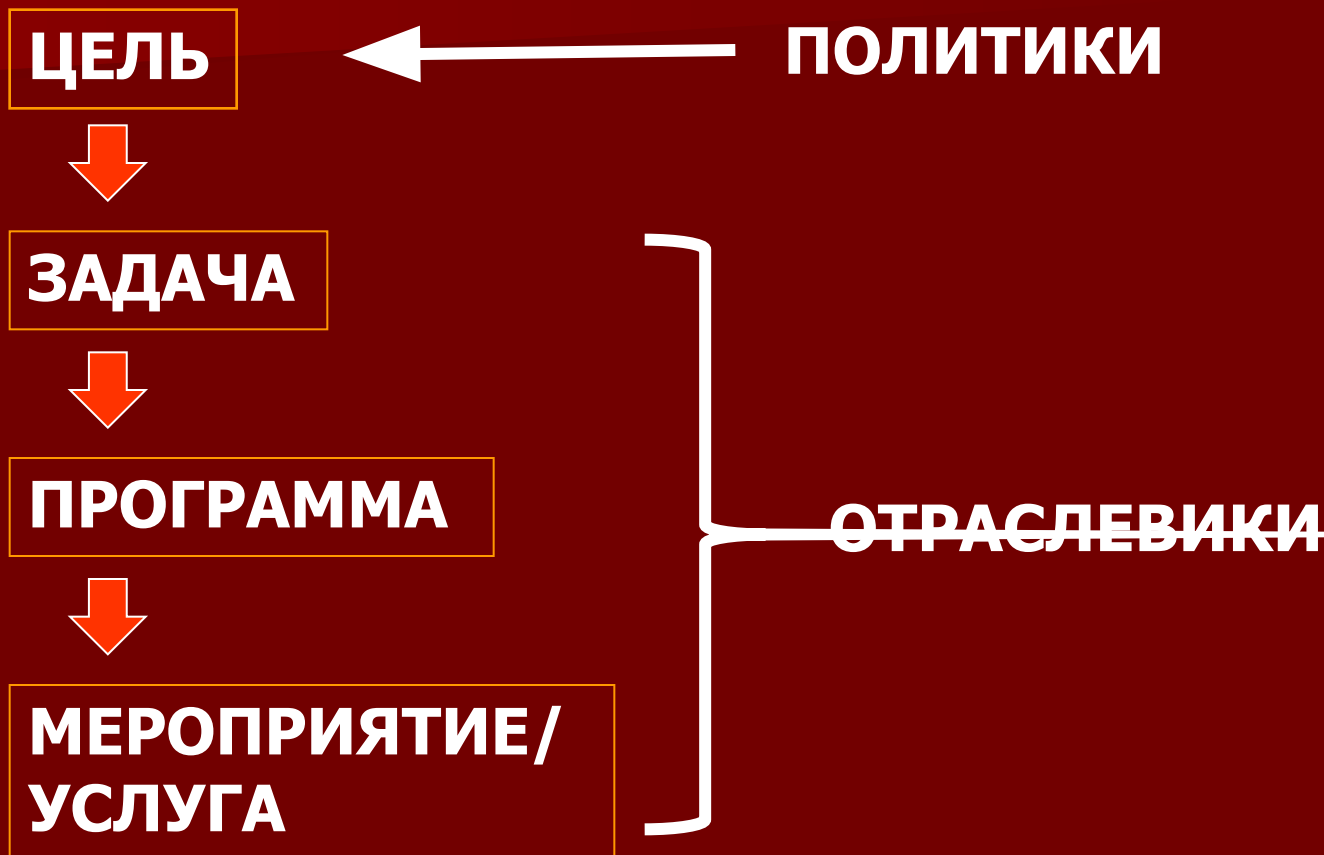 ЦЕЛЬ
ПОЛИТИКИ
ЗАДАЧА
ПРОГРАММА
ОТРАСЛЕВИКИ
МЕРОПРИЯТИЕ/
УСЛУГА